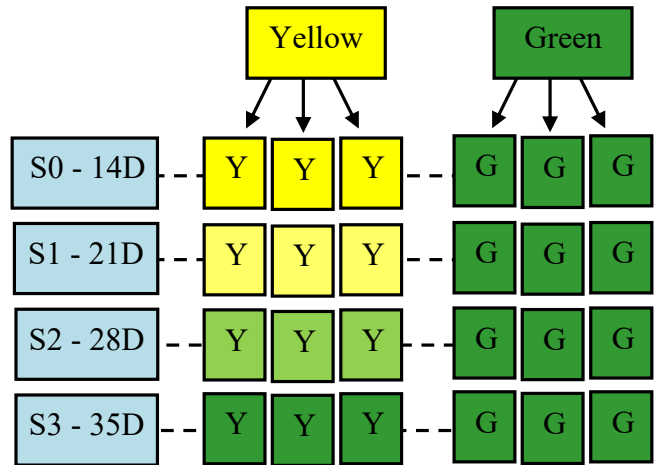 Yellow Green
S0 - 14D Y Y Y G G G
S1 - 21D Y Y Y G G G
S2 - 28D Y Y Y G G G
S3 - 35D Y Y Y G G G